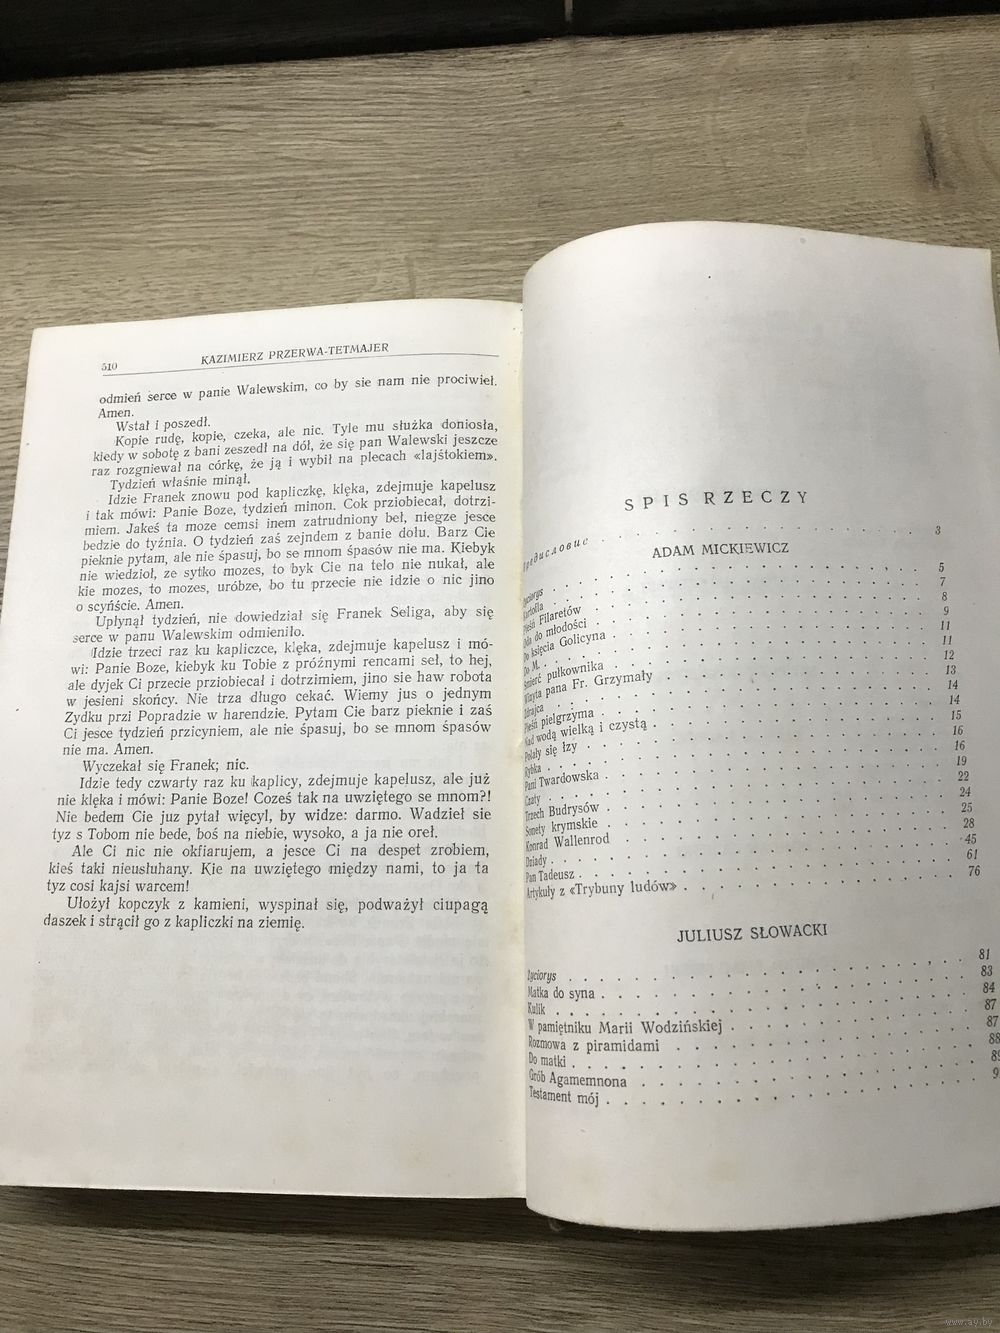 510
KAZIMIERZ PRZERWA-TETMAJER
odmień serce w panie Walewskim, co by sie nam nie prociwieł.
Amen.
Wstał i poszedł.
Kopie rudę, kopie, czeka, ale nic. Tyle mu służka doniosła,
kiedy w sobotę z bani zeszedł na dół, że się pan Walewski jeszcze
raz rozgniewał na córkę, że ją i wybił na plecach «lajśtokiem».
Tydzień właśnie minął.
Idzie Franek znowu pod kapliczkę, klęka, zdejmuje kapelusz
i tak mówi: Panie Boze, tydzień minon. Cok prziobiecał, dotrzi-
miem. Jakeś ta moze cemsi inem zatrudniony beł, niegze jesce
bedzie do tyźnia. O tydzień zaś zejndem z banie dołu. Barz Cie
pieknie pytam, ale nie śpasuj, bo se mnom śpasów nie ma. Kiebyk
nie wiedzioł, ze sytko mozes, to byk Cie na telo nie nukał, ale
kie mozes, to mozes, uróbze, bo tu przecie nie idzie o nic jino
o scyńście. Amen.
Upłynął tydzień, nie dowiedział się Franek Seliga, aby się
serce w panu Walewskim odmieniło.
Idzie trzeci raz ku kapliczce, klęka, zdejmuje kapelusz i mó-
wi: Panie Boze, kiebyk ku Tobie z próżnymi rencami seł, to hej,
ale dyjek Ci przecie prziobiecał i dotrzimiem, jino sie haw robota
w jesieni skońcy. Nie trza długo cekać. Wiemy jus o jednym
Zydku przi Popradzie w harendzie. Pytam Cie barz pieknie i zaś
Ci jesce tydzień przicyniem, ale nie śpasuj, bo se mnom śpasów
nie ma. Amen.
Wyczekał się Franek; nic.
Idzie tedy czwarty raz ku kaplicy, zdejmuje kapelusz, ale już
nie klęka i mówi: Panie Boze! Coześ tak na uwziętego se mnom?!
Nie bedem Cie juz pytał więcyl, by widze: darmo. Wadzieł sie
tyz s Tobom nie bede, boś na niebie, wysoko, a ja nie oreł.
Ale Ci nic nie okfiarujem, a jesce Ci na despet zrobiem,
kieś taki nieusłuhany. Kie na uwziętego między nami, to ja ta
tyz cosi kajsi warcem!
Ułożył kopczyk z kamieni, wyspinał się, podważył ciupagą
daszek i strącił go z kapliczki na ziemię.
SPIS RZECZY
Предисловие . . . 3
ADAM MICKIEWICZ
Życiorys . . . 5
Kartofla . . . 7
Pieśń Filaretów . . . 8
Oda do młodości . . . 9
Do księcia Golicyna . . . 11
Do M. . . . 11
Śmierć pułkownika . . . 12
Wizyta pana Fr. Grzymały . . . 13
Zdrajca . . . 14
Pieśń pielgrzyma . . . 14
Nad wodą wielką i czystą . . . 15
Polały się łzy . . . 16
Rybka . . . 16
Pani Twardowska . . . 19
Czaty . . . 22
Trzech Budrysów . . . 24
Sonety krymskie . . . 25
Konrad Wallenrod . . . 28
Dziady . . . 45
Pan Tadeusz . . . 61
Artykuły z «Trybuny ludów» . . . 76
JULIUSZ SŁOWACKI
Życiorys . . . 81
Matka do syna . . . 83
Kulik . . . 84
W pamiętniku Marii Wodzińskiej . . . 87
Rozmowa z piramidami . . . 87
Do matki . . . 88
Grób Agamemnona . . . 89
Testament mój . . . 9
www.ay.by